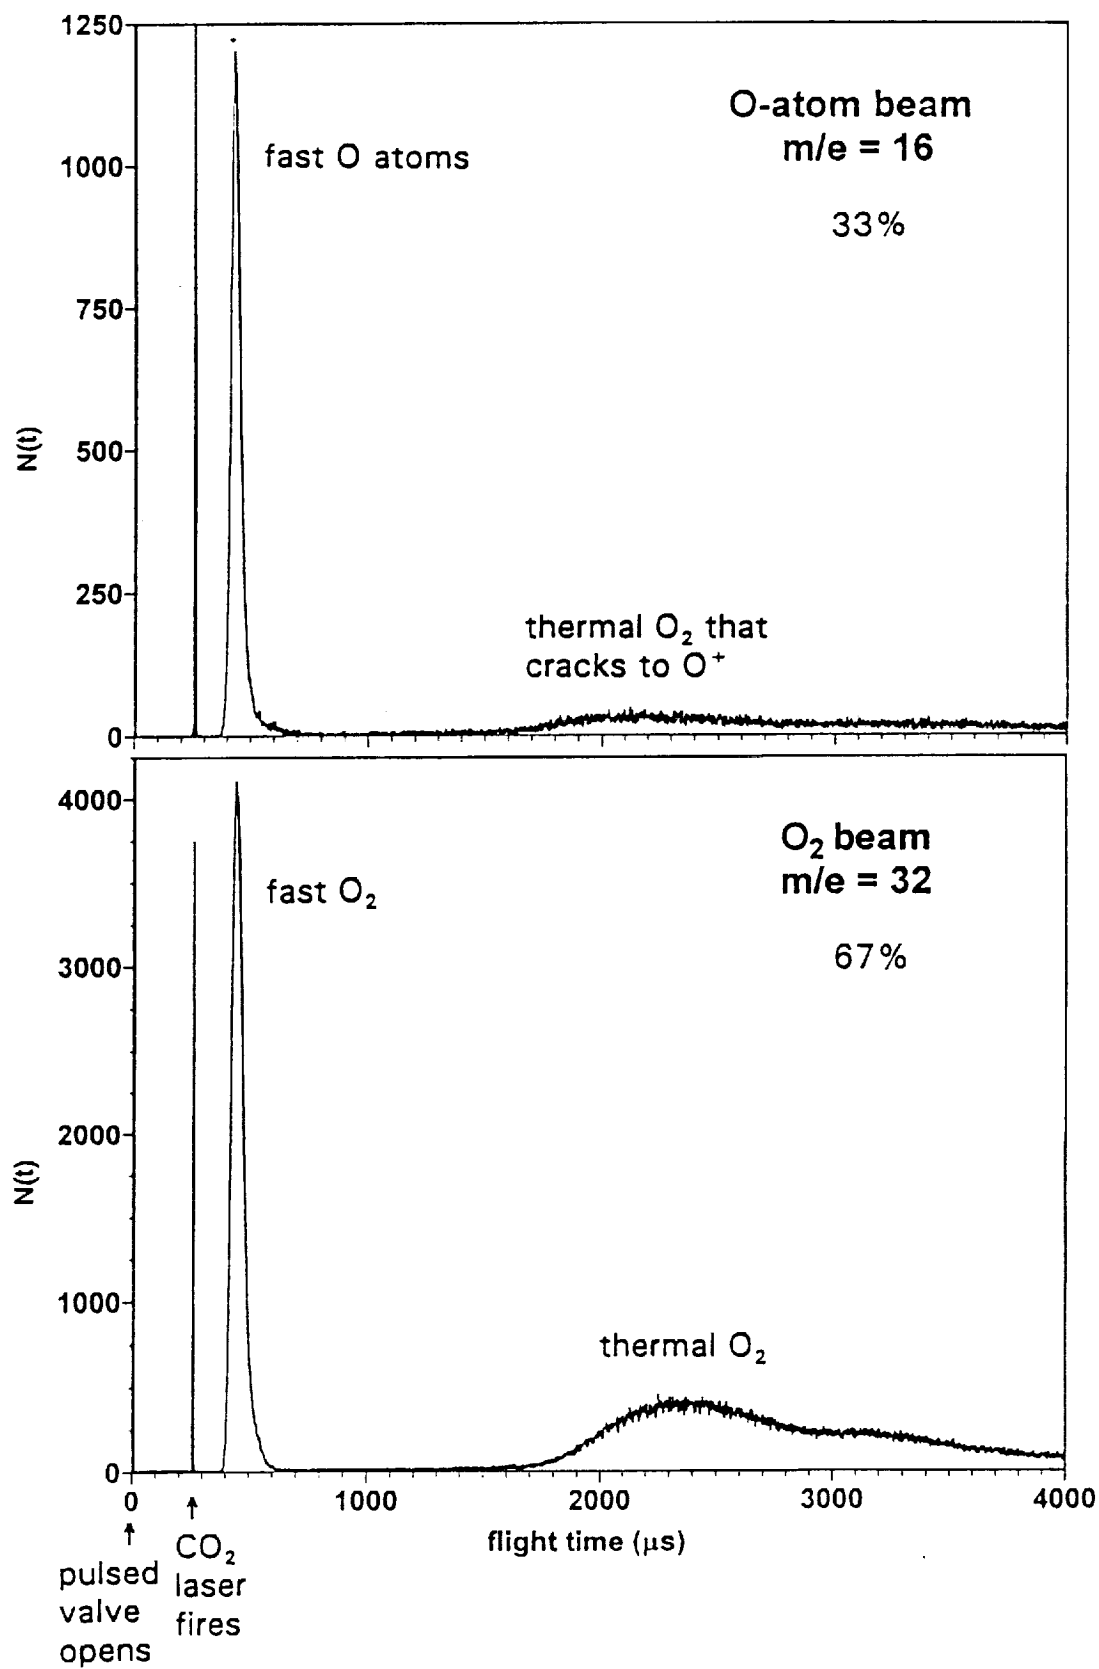 1250
1000
750
500
250
0
N(t)
O-atom beam
m/e = 16
33%
fast O atoms
thermal O₂ that
cracks to O⁺
4000
3000
2000
1000
0
N(t)
O₂ beam
m/e = 32
67%
fast O₂
thermal O₂
0 1000 2000 3000 4000
flight time (μs)
pulsed
valve
opens
CO₂
laser
fires